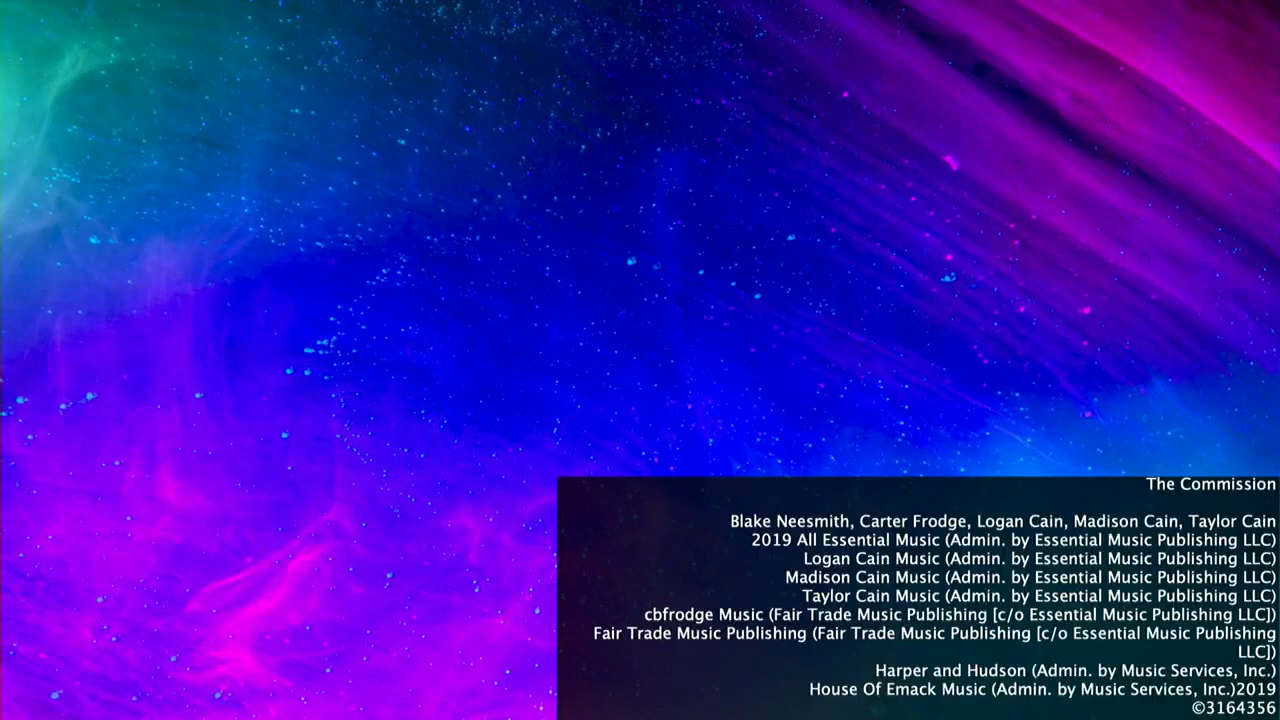 The Commission
Blake Neesmith, Carter Frodge, Logan Cain, Madison Cain, Taylor Cain
2019 All Essential Music (Admin. by Essential Music Publishing LLC)
Logan Cain Music (Admin. by Essential Music Publishing LLC)
Madison Cain Music (Admin. by Essential Music Publishing LLC)
Taylor Cain Music (Admin. by Essential Music Publishing LLC)
cbfrodge Music (Fair Trade Music Publishing [c/o Essential Music Publishing LLC])
Fair Trade Music Publishing (Fair Trade Music Publishing [c/o Essential Music Publishing
LLC])
Harper and Hudson (Admin. by Music Services, Inc.)
House Of Emack Music (Admin. by Music Services, Inc.)2019
©3164356